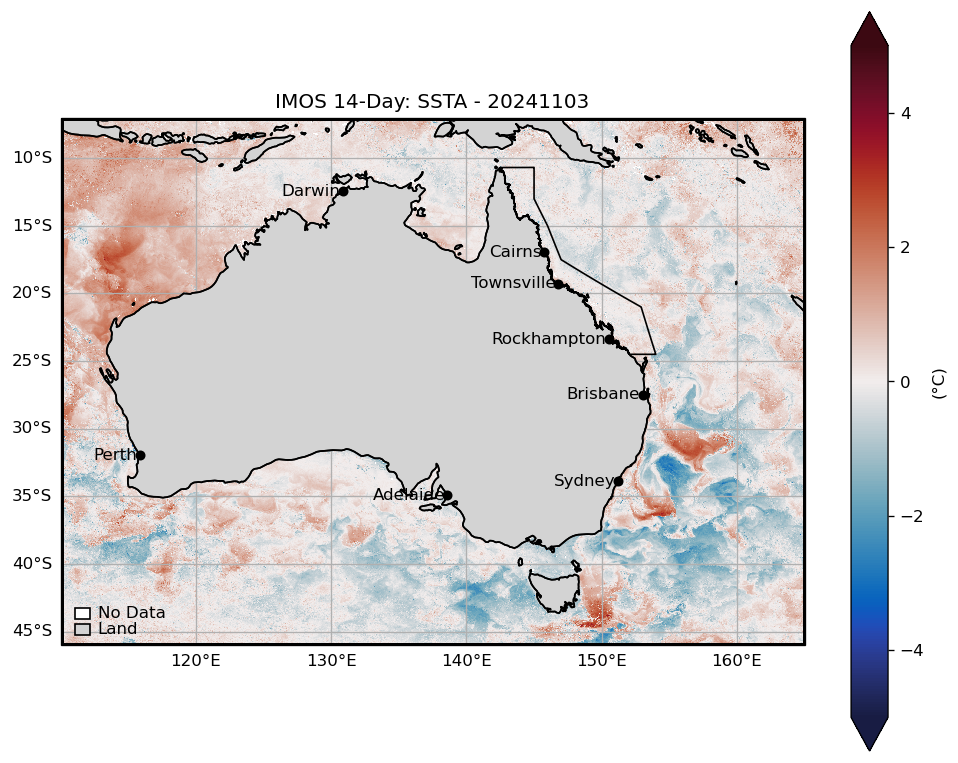 IMOS 14-Day: SSTA - 20241103
10°S
15°S
20°S
25°S
30°S
35°S
40°S
45°S
Darwin
Cairns
Townsville
Rockhampton
Brisbane
Perth
Sydney
Adelaide
No Data
Land
120°E
130°E
140°E
150°E
160°E
4
2
0
−2
−4
(°C)